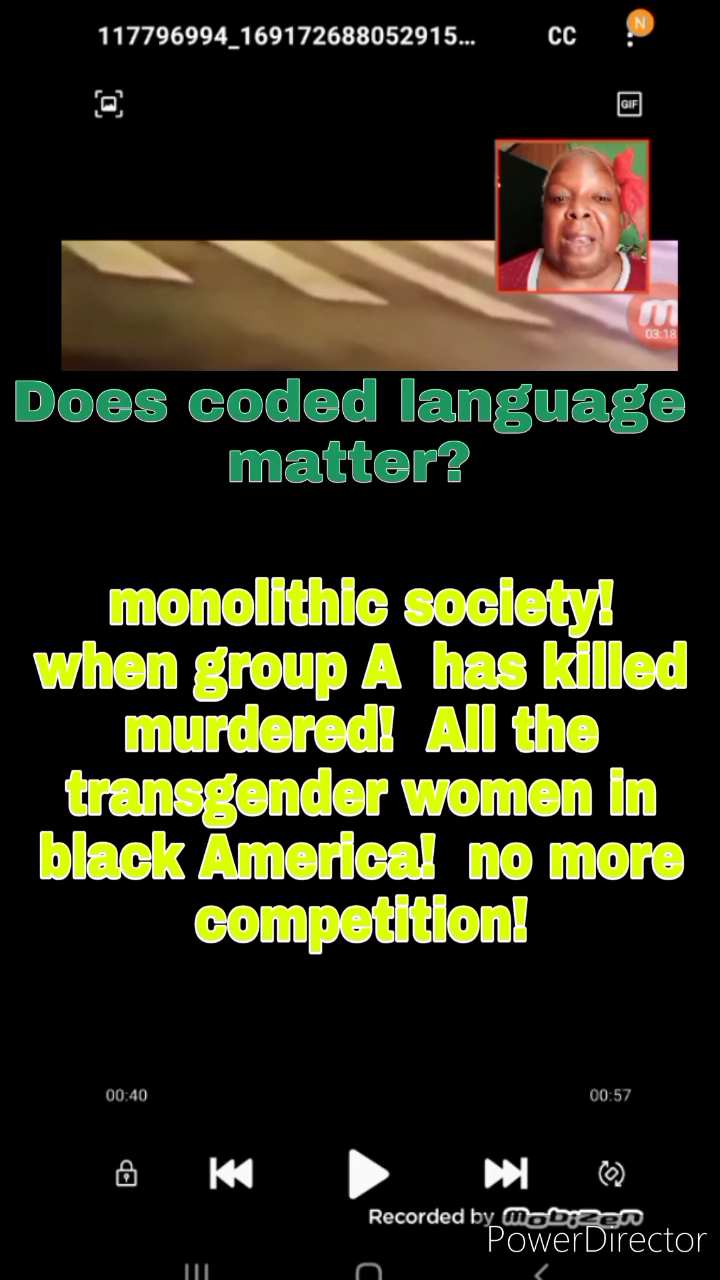 117796994_169172688052915...
CC
N
GIF
m
03:18
Does coded language
matter?
monolithic society!
when group A has killed
murdered! All the
transgender women in
black America! no more
competition!
00:40
00:57
Recorded by Mobizen
PowerDirector